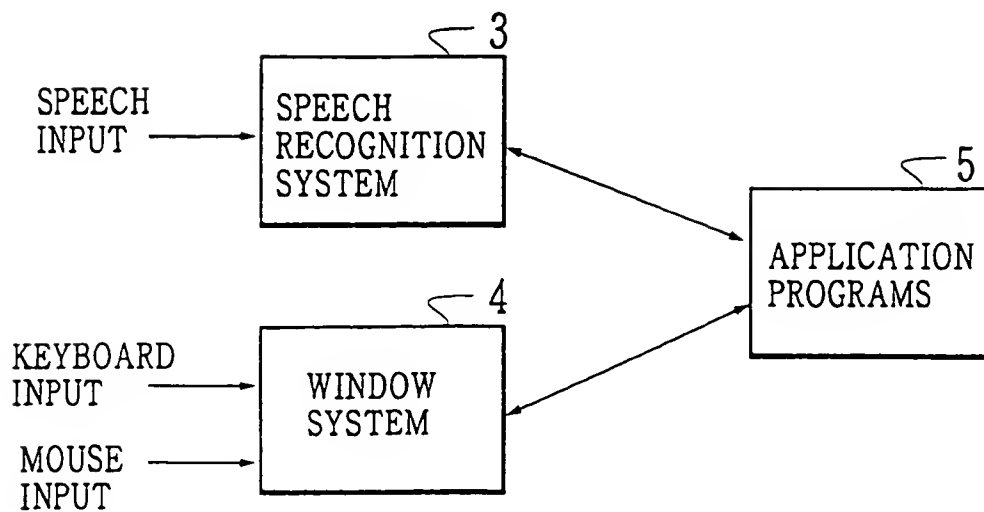 3
SPEECH
INPUT
SPEECH
RECOGNITION
SYSTEM
5
APPLICATION
PROGRAMS
4
KEYBOARD
INPUT
MOUSE
INPUT
WINDOW
SYSTEM